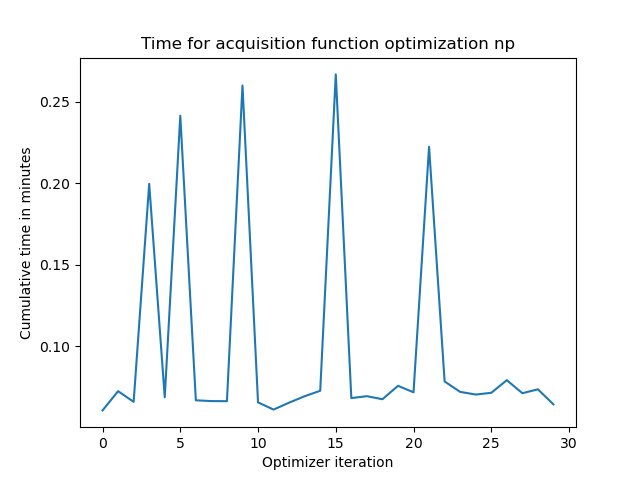 Time for acquisition function optimization np
Cumulative time in minutes
0.25
0.20
0.15
0.10
0 5 10 15 20 25 30
Optimizer iteration